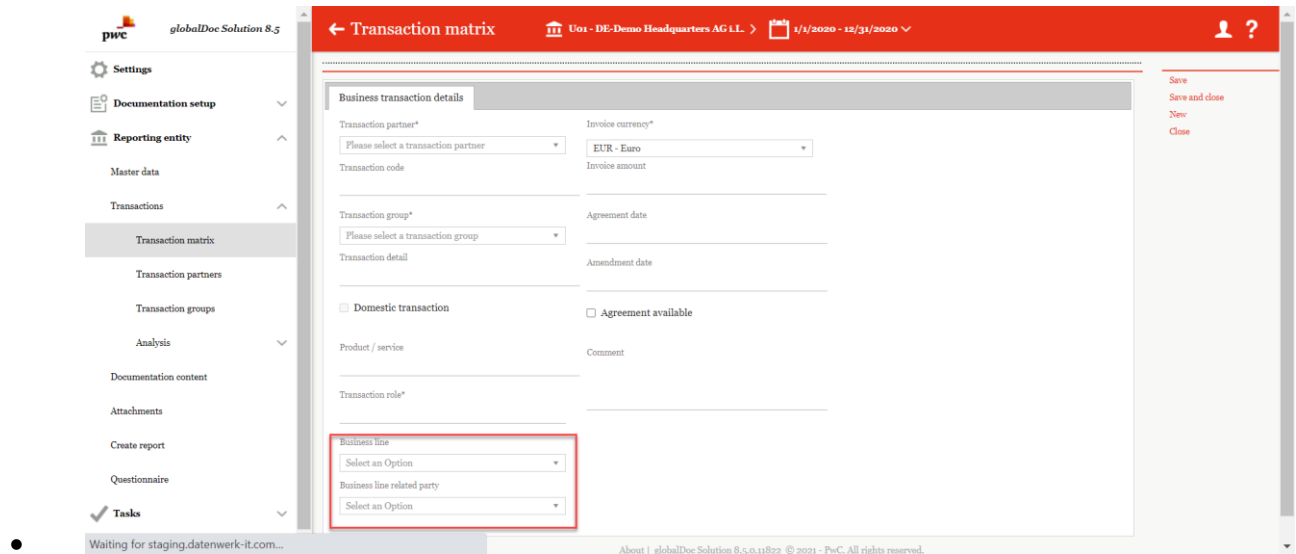 pwc
globalDoc Solution 8.5
Settings
Documentation setup
Reporting entity
Master data
Transactions
Transaction matrix
Transaction partners
Transaction groups
Analysis
Documentation content
Attachments
Create report
Questionnaire
Tasks
Waiting for staging.datenwerk-it.com...
← Transaction matrix
U01 - DE-Demo Headquarters AG i.L. >
1/1/2020 - 12/31/2020
?
Business transaction details
Transaction partner*
Please select a transaction partner
Transaction code
Transaction group*
Please select a transaction group
Transaction detail
Domestic transaction
Product / service
Transaction role*
Business line
Select an Option
Business line related party
Select an Option
Invoice currency*
EUR - Euro
Invoice amount
Agreement date
Amendment date
Agreement available
Comment
Save
Save and close
New
Close
About | globalDoc Solution 8.5.0.11822 © 2021 - PwC. All rights reserved.